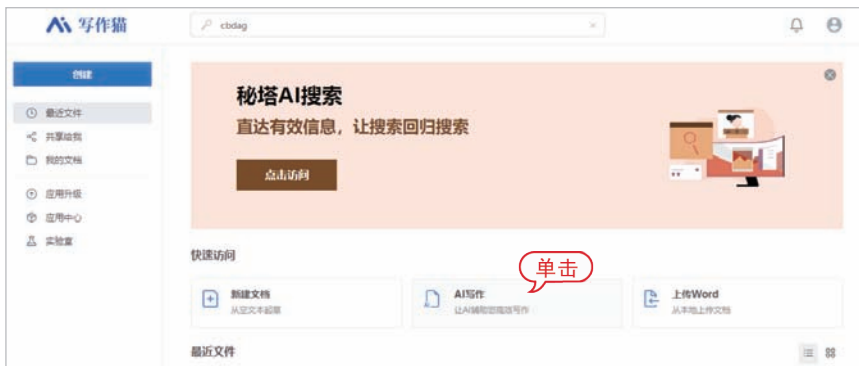 写作猫
cbdag
创建
最近文件
共享给我
我的文档
应用升级
应用中心
实验室
秘塔AI搜索
直达有效信息，让搜索回归搜索
点击访问
快速访问
单击
新建文档
从空文本起草
AI写作
让AI辅助您高效写作
上传Word
从本地上传文档
最近文件